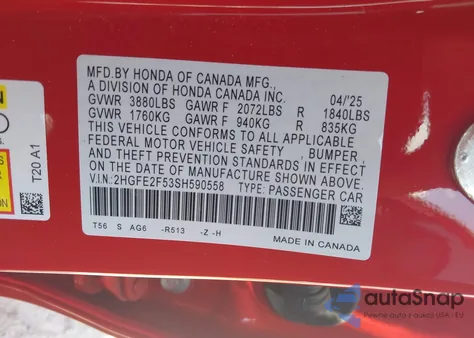 MFD.BY HONDA OF CANADA MFG.,
A DIVISION OF HONDA CANADA INC. 04/'25
GVWR 3880LBS GAWR F 2072LBS R 1840LBS
GVWR 1760KG GAWR F 940KG R 835KG
THIS VEHICLE CONFORMS TO ALL APPLICABLE
FEDERAL MOTOR VEHICLE SAFETY, BUMPER,
AND THEFT PREVENTION STANDARDS IN EFFECT
ON THE DATE OF MANUFACTURE SHOWN ABOVE.
V.I.N.:2HGFE2F53SH590558 TYPE: PASSENGER CAR
T56 S AG6 -R513 -Z -H
MADE IN CANADA
T20 A1
autoSnap